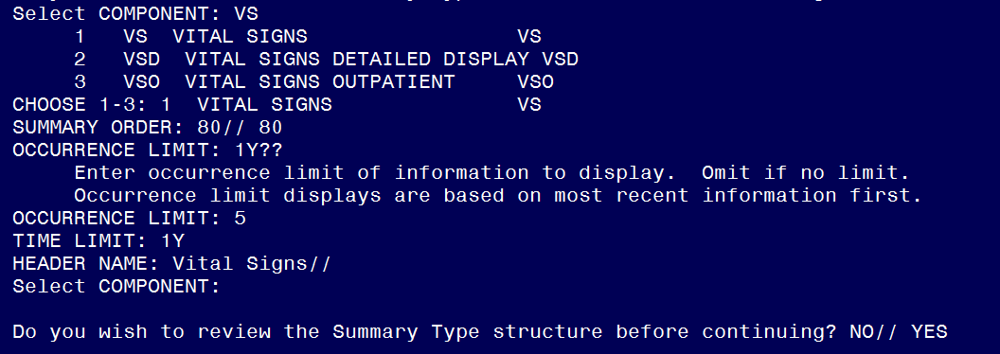 Select COMPONENT: VS
1 VS VITAL SIGNS VS
2 VSD VITAL SIGNS DETAILED DISPLAY VSD
3 VSO VITAL SIGNS OUTPATIENT VSO
CHOOSE 1-3: 1 VITAL SIGNS VS
SUMMARY ORDER: 80// 80
OCCURRENCE LIMIT: 1Y??
Enter occurrence limit of information to display. Omit if no limit.
Occurrence limit displays are based on most recent information first.
OCCURRENCE LIMIT: 5
TIME LIMIT: 1Y
HEADER NAME: Vital Signs//
Select COMPONENT:
Do you wish to review the Summary Type structure before continuing? NO// YES